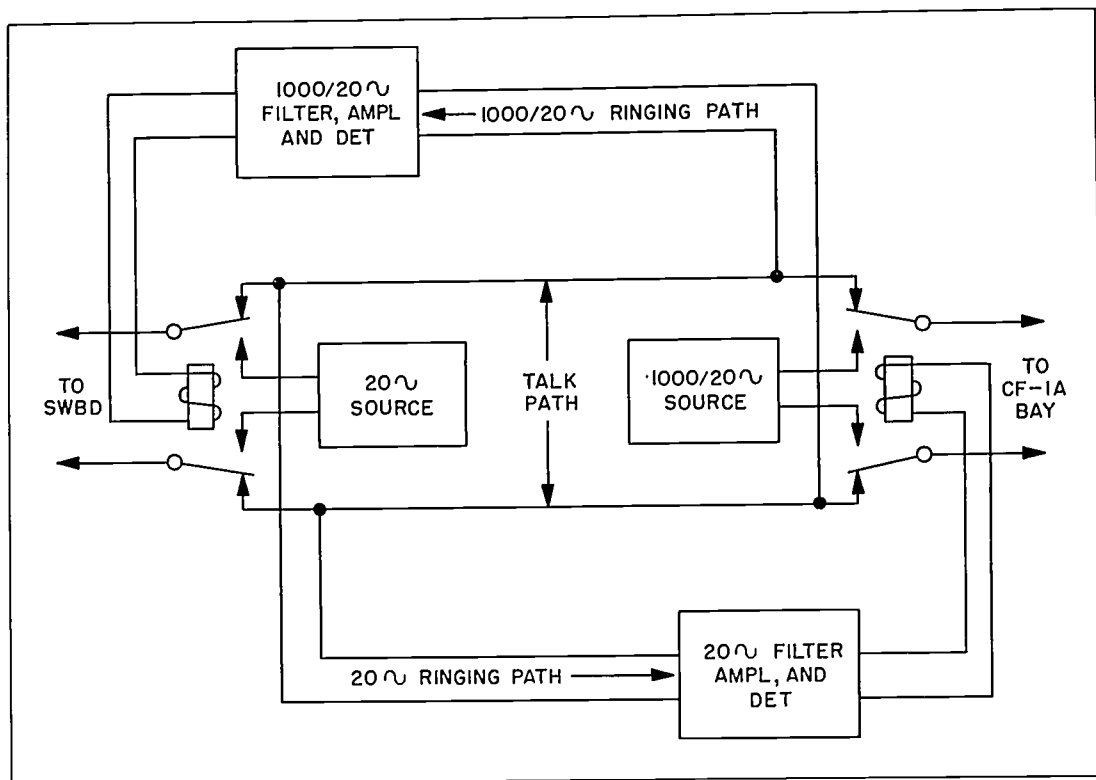 1000/20∿
FILTER, AMPL
AND DET
1000/20∿ RINGING PATH
TO
SWBD
20∿
SOURCE
TALK
PATH
1000/20∿
SOURCE
TO
CF-1A
BAY
20∿ RINGING PATH
20∿ FILTER
AMPL, AND
DET